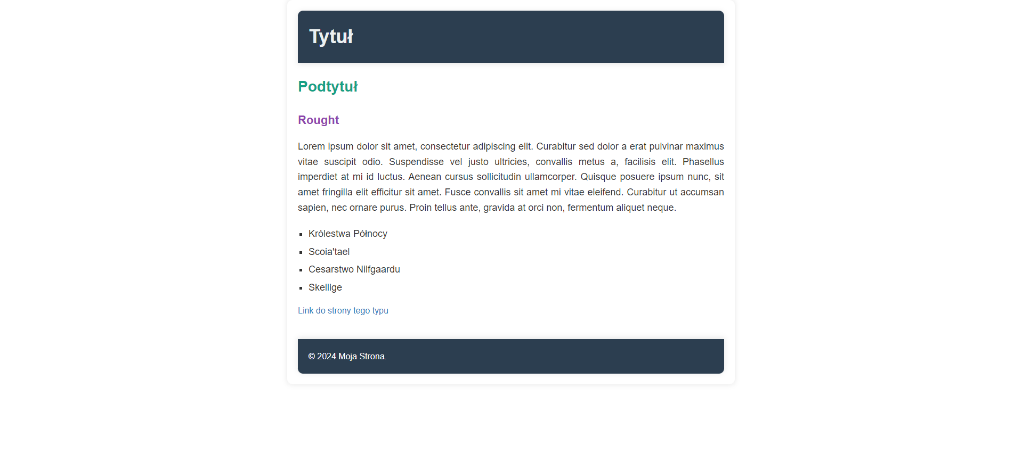 Tytuł
Podtytuł
Rought
Lorem ipsum dolor sit amet, consectetur adipiscing elit. Curabitur sed dolor a erat pulvinar maximus
vitae suscipit odio. Suspendisse vel justo ultricies, convallis metus a, facilisis elit. Phasellus
imperdiet at mi id luctus. Aenean cursus sollicitudin ullamcorper. Quisque posuere ipsum nunc, sit
amet fringilla elit efficitur sit amet. Fusce convallis sit amet mi vitae eleifend. Curabitur ut accumsan
sapien, nec ornare purus. Proin tellus ante, gravida at orci non, fermentum aliquet neque.
Królestwa Północy
Scoia'tael
Cesarstwo Nilfgaardu
Skellige
Link do strony tego typu
© 2024 Moja Strona